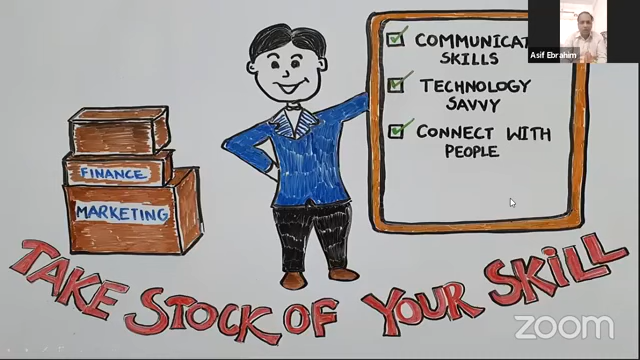 COMMUNICAT
SKILLS
TECHNOLOGY
SAVVY
CONNECT WITH
PEOPLE
FINANCE
MARKETING
TAKE STOCK OF YOUR SKILL
Asif Ebrahim
zoom